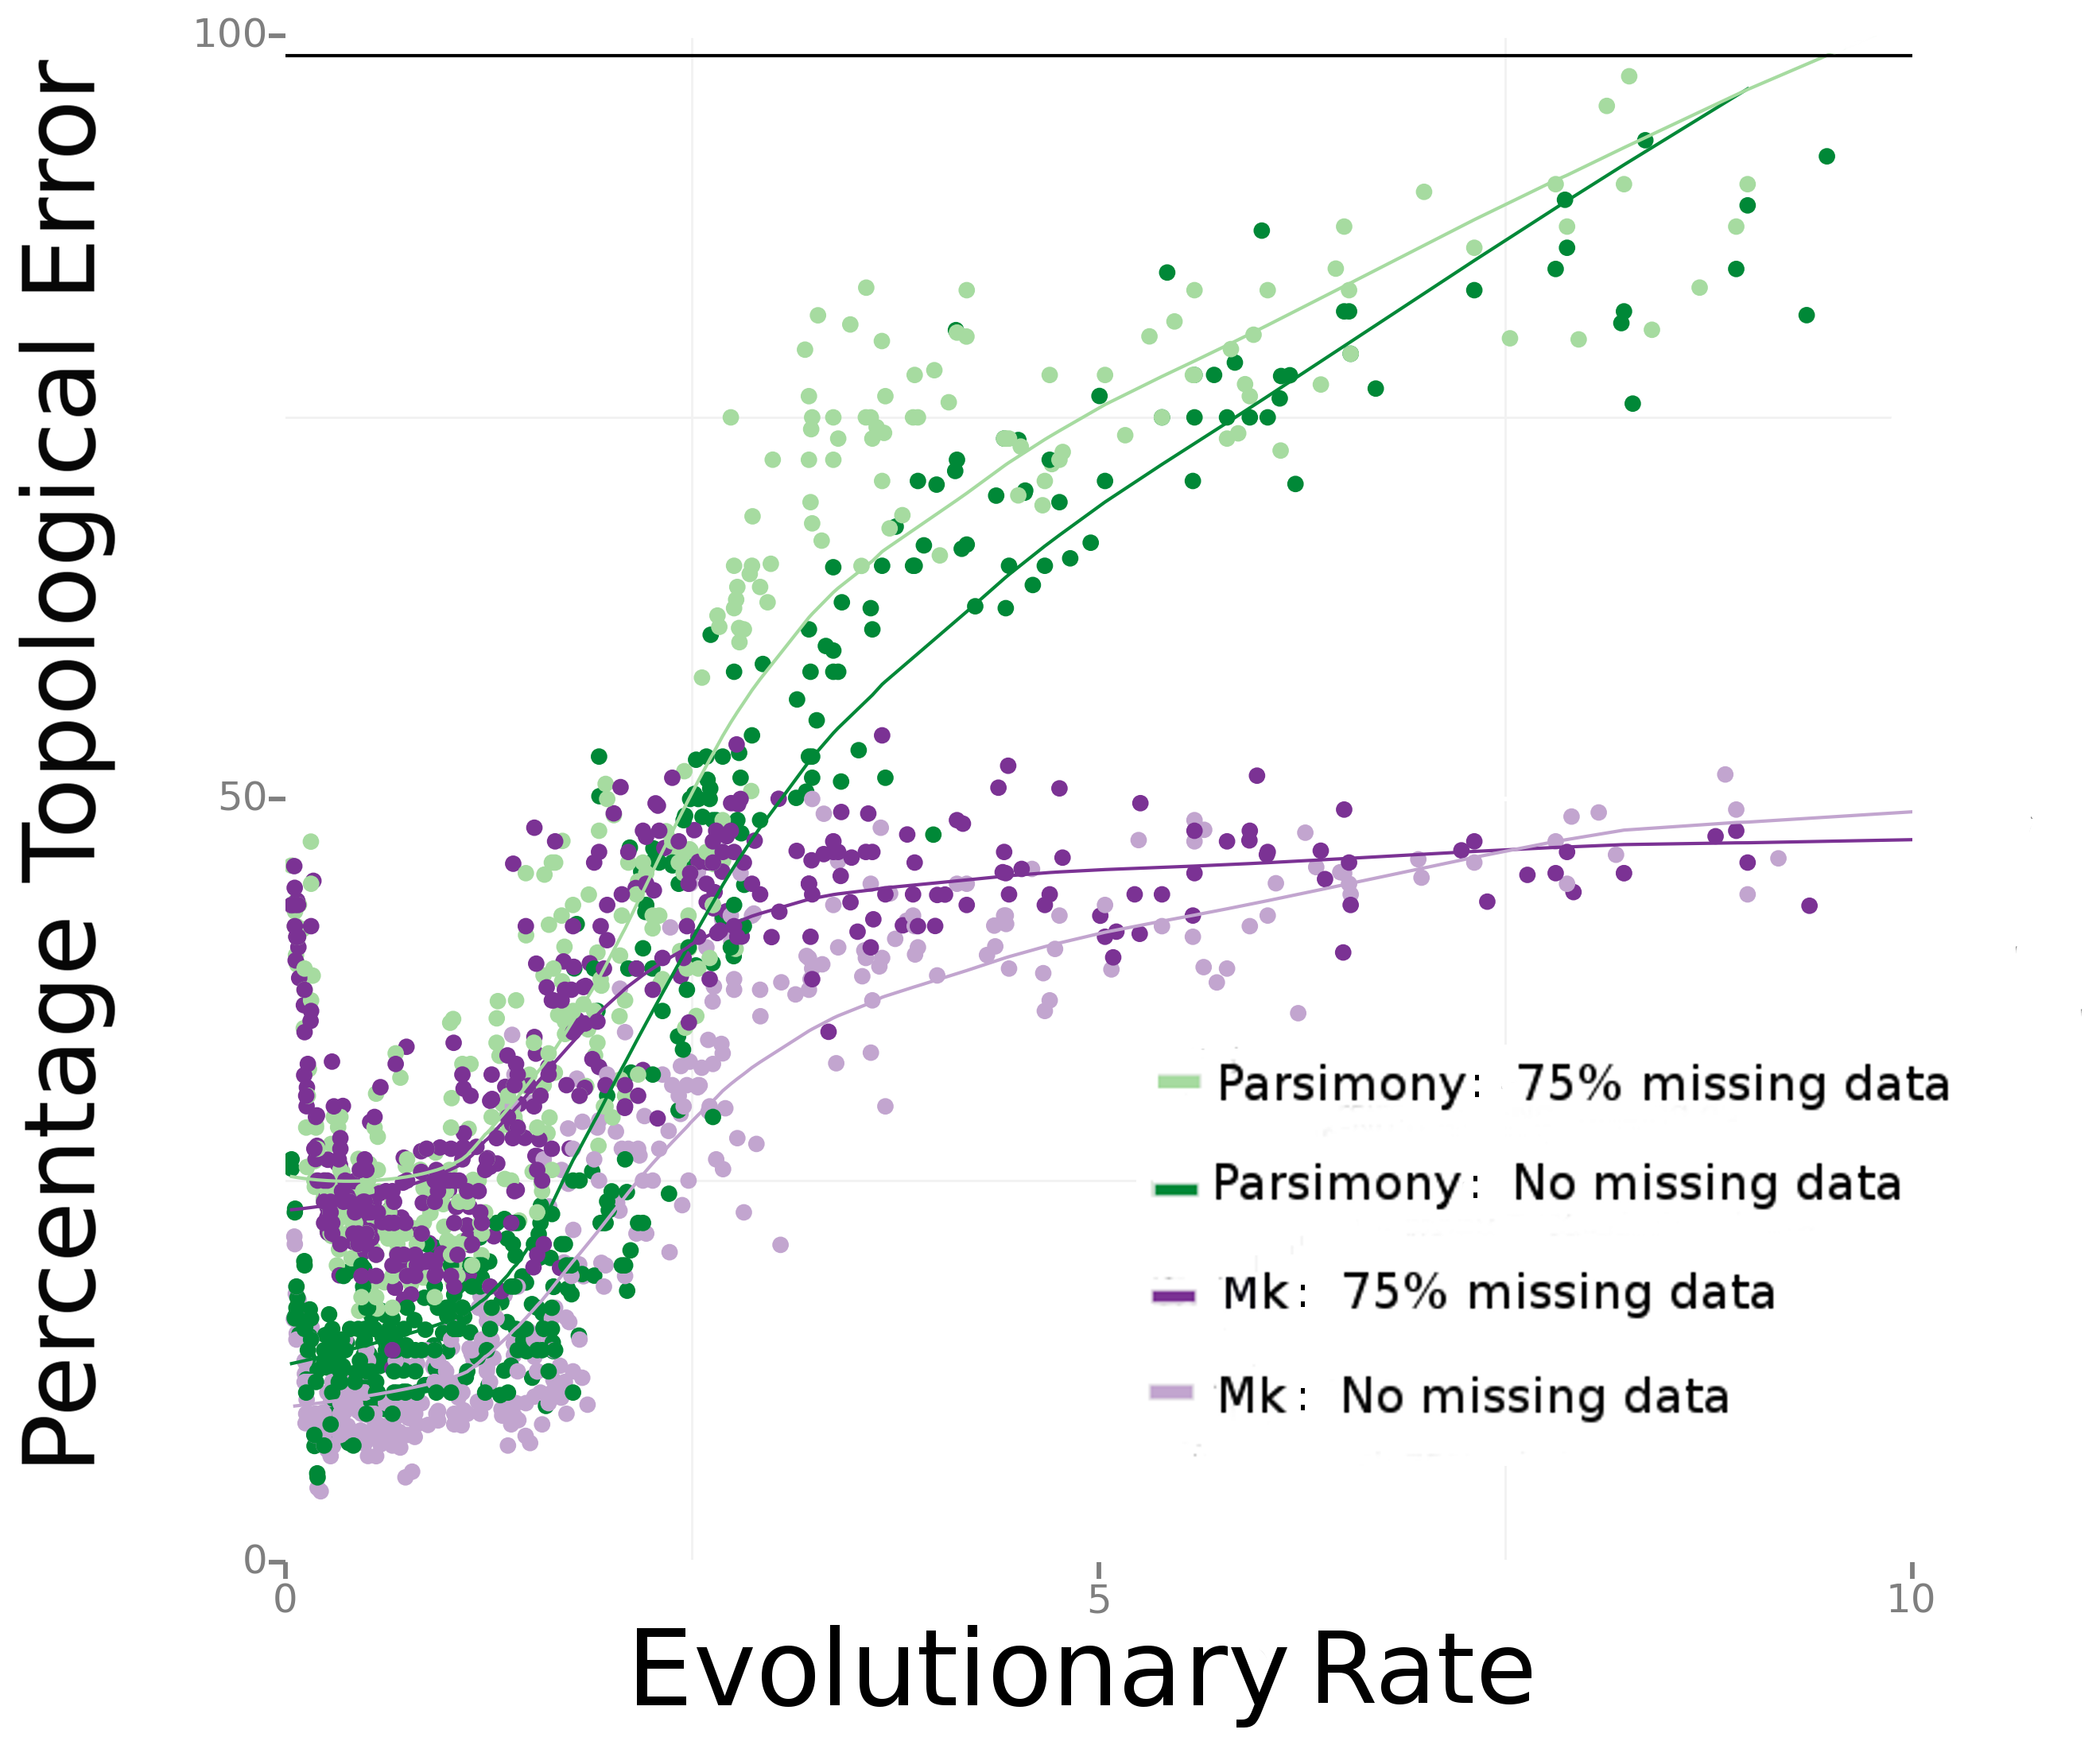 Percentage Topological Error
100
50
0
0 5 10
Evolutionary Rate
Parsimony: 75% missing data
Parsimony: No missing data
Mk: 75% missing data
Mk: No missing data